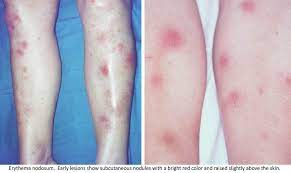 Erythema nodosum.  Early lesions show subcutaneous nodules with a bright red color and raised slightly above the skin.